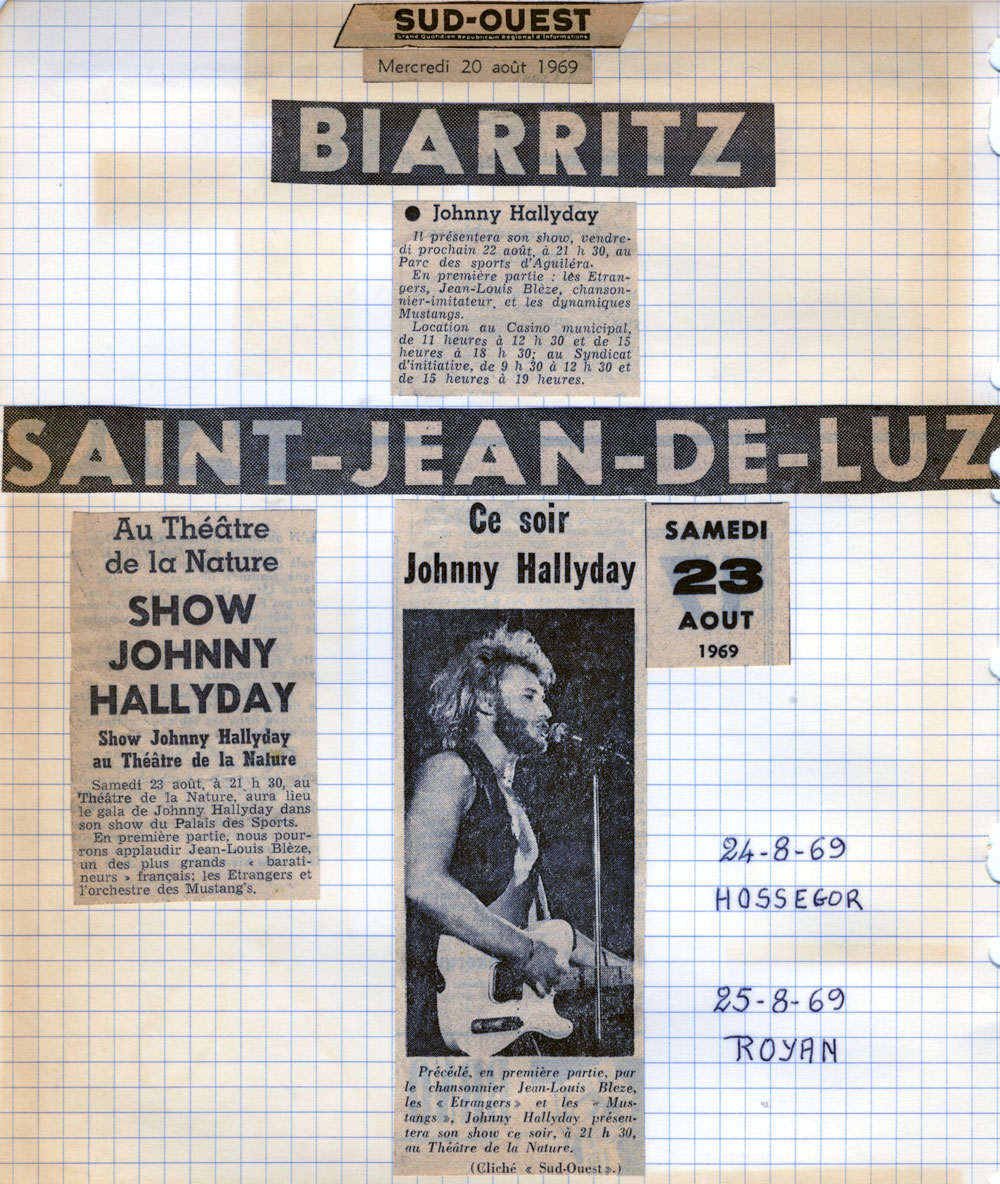 SUD-OUEST
Grand Quotidien Républicain Régional d'Informations
Mercredi 20 août 1969
BIARRITZ
● Johnny Hallyday
Il présentera son show, vendre-
di prochain 22 août, à 21 h 30, au
Parc des sports d'Aguiléra.
En première partie : les Etran-
gers, Jean-Louis Blèze, chanson-
nier-imitateur, et les dynamiques
Mustangs.
Location au Casino municipal,
de 11 heures à 12 h 30 et de 15
heures à 18 h 30; au Syndicat
d'initiative, de 9 h 30 à 12 h 30 et
de 15 heures à 19 heures.
SAINT-JEAN-DE-LUZ
Au Théâtre
de la Nature
SHOW
JOHNNY
HALLYDAY
Show Johnny Hallyday
au Théâtre de la Nature
Samedi 23 août, à 21 h 30, au
Théâtre de la Nature, aura lieu
le gala de Johnny Hallyday dans
son show du Palais des Sports.
En première partie, nous pour-
rons applaudir Jean-Louis Blèze,
un des plus grands « barati-
neurs » français; les Etrangers et
l'orchestre des Mustang's.
Ce soir
Johnny Hallyday
Précédé, en première partie, par
le chansonnier Jean-Louis Bleze,
les « Etrangers » et les « Mus-
tangs », Johnny Hallyday présen-
tera son show ce soir, à 21 h 30,
au Théâtre de la Nature.
(Cliché « Sud-Ouest ».)
SAMEDI
23
AOUT
1969
24-8-69
HOSSEGOR
25-8-69
ROYAN